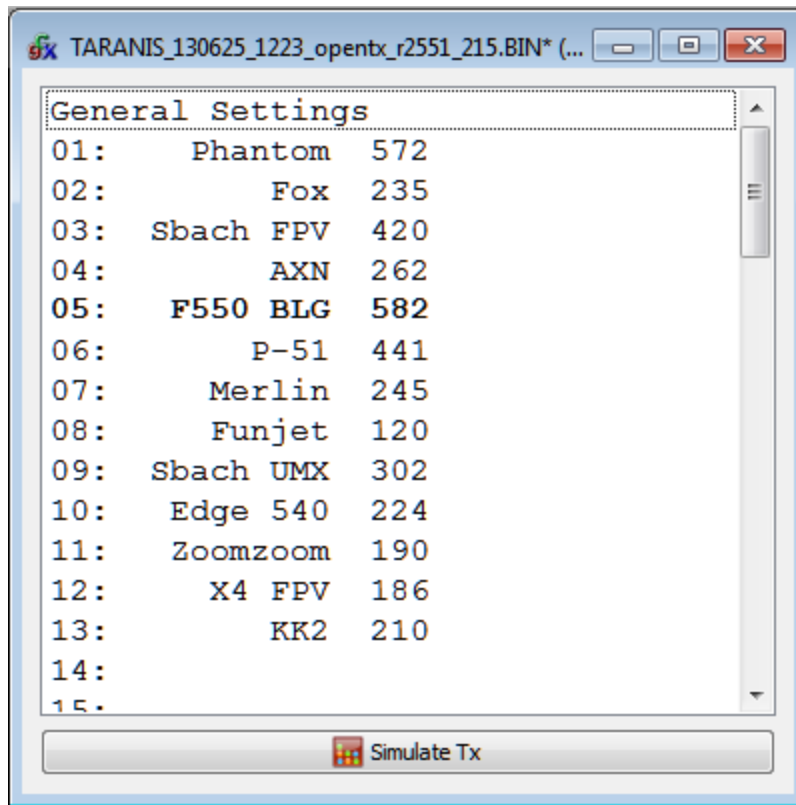 TARANIS_130625_1223_opentx_r2551_215.BIN* (...
General Settings
01: Phantom 572
02: Fox 235
03: Sbach FPV 420
04: AXN 262
05: F550 BLG 582
06: P-51 441
07: Merlin 245
08: Funjet 120
09: Sbach UMX 302
10: Edge 540 224
11: Zoomzoom 190
12: X4 FPV 186
13: KK2 210
14:
15:
Simulate Tx